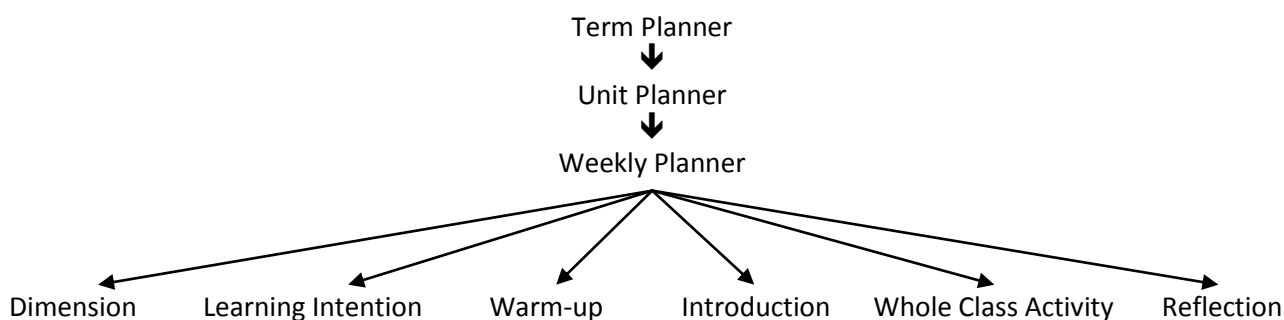 Term Planner
Unit Planner
Weekly Planner
Dimension Learning Intention Warm-up Introduction Whole Class Activity Reflection